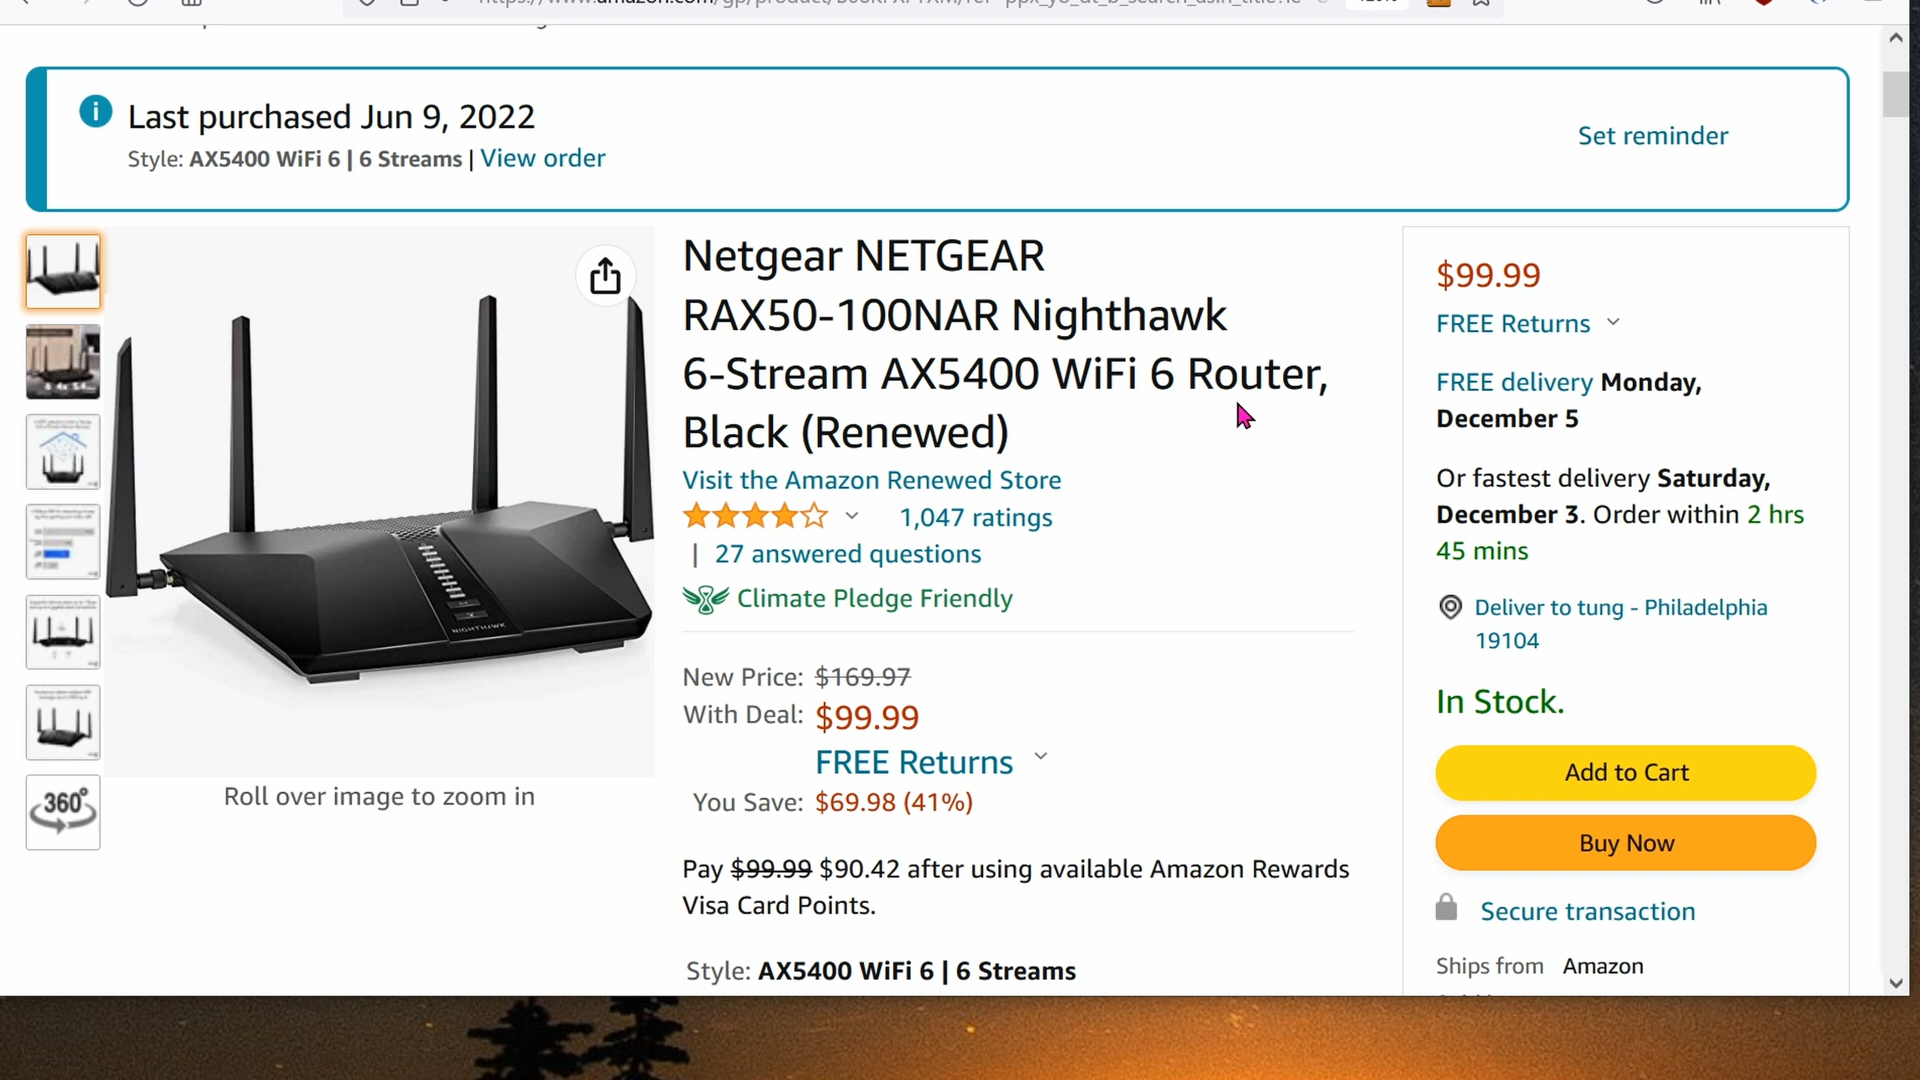 Last purchased Jun 9, 2022
Set reminder
Style: AX5400 WiFi 6 | 6 Streams | View order
Netgear NETGEAR
RAX50-100NAR Nighthawk
6-Stream AX5400 WiFi 6 Router,
Black (Renewed)
Visit the Amazon Renewed Store
1,047 ratings
| 27 answered questions
Climate Pledge Friendly
New Price: $169.97
With Deal: $99.99
FREE Returns
You Save: $69.98 (41%)
Pay $99.99 $90.42 after using available Amazon Rewards
Visa Card Points.
Style: AX5400 WiFi 6 | 6 Streams
NIGHTHAWK
360°
Roll over image to zoom in
$99.99
FREE Returns
FREE delivery Monday,
December 5
Or fastest delivery Saturday,
December 3. Order within 2 hrs
45 mins
Deliver to tung - Philadelphia
19104
In Stock.
Add to Cart
Buy Now
Secure transaction
Ships from Amazon